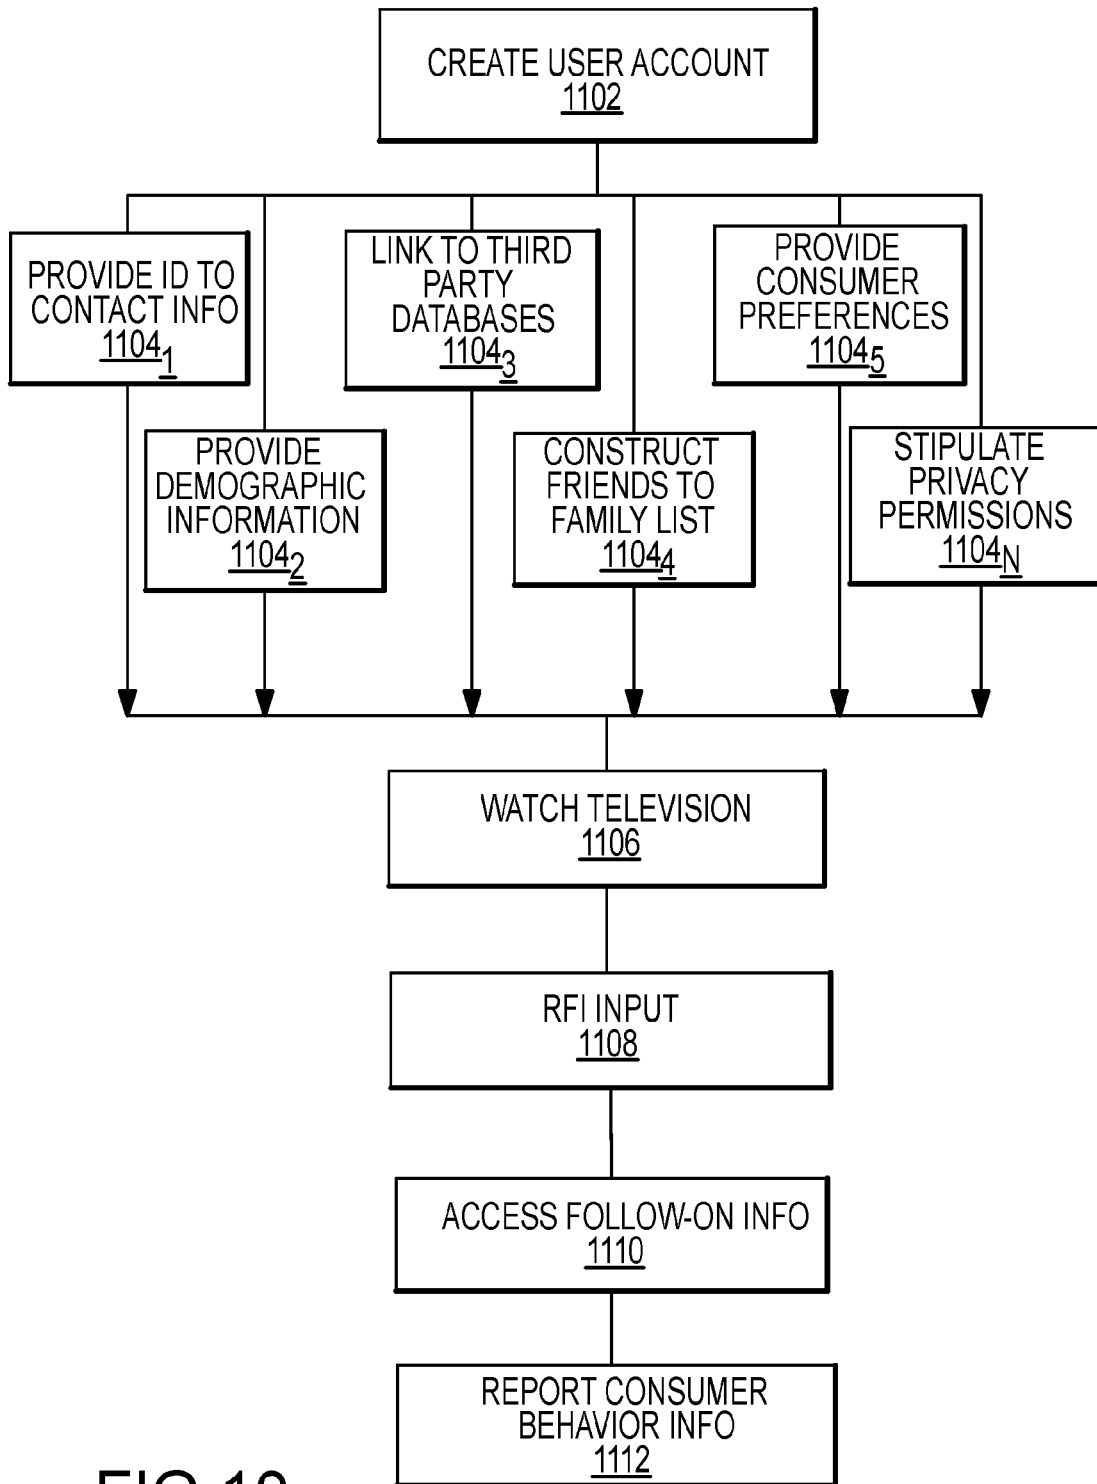 CREATE USER ACCOUNT
1102
PROVIDE ID TO
CONTACT INFO
1104 1
LINK TO THIRD
PARTY
DATABASES
1104 3
PROVIDE
CONSUMER
PREFERENCES
1104 5
PROVIDE
DEMOGRAPHIC
INFORMATION
1104 2
CONSTRUCT
FRIENDS TO
FAMILY LIST
1104 4
STIPULATE
PRIVACY
PERMISSIONS
1104 N
WATCH TELEVISION
1106
RFI INPUT
1108
ACCESS FOLLOW-ON INFO
1110
REPORT CONSUMER
BEHAVIOR INFO
1112